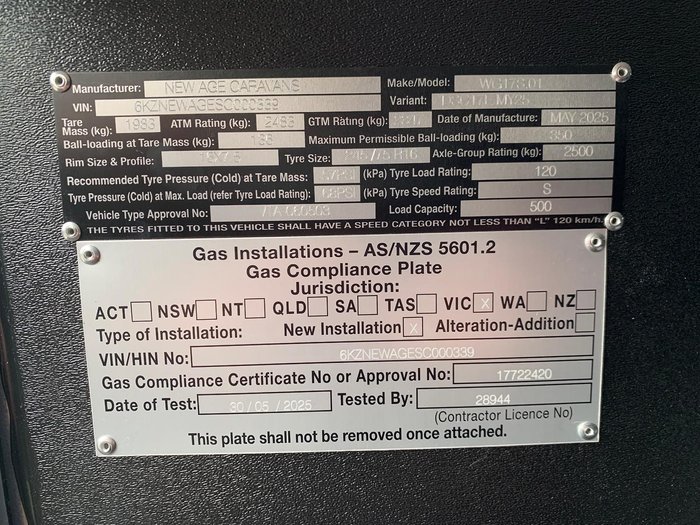 Manufacturer: NEW AGE CARAVANS Make/Model:
VIN: 6KZNEWAGESC000339 Variant:
Tare Mass (kg): 1983 ATM Rating (kg): 2483 GTM Rating (kg): Date of Manufacture: MAY 2025
Ball-loading at Tare Mass (kg): Maximum Permissible Ball-loading (kg): 350
Rim Size & Profile: Tyre Size: Axle-Group Rating (kg): 2500
Recommended Tyre Pressure (Cold) at Tare Mass: (kPa) Tyre Load Rating: 120
Tyre Pressure (Cold) at Max. Load (refer Tyre Load Rating): (kPa) Tyre Speed Rating: S
Vehicle Type Approval No: Load Capacity: 500
THE TYRES FITTED TO THIS VEHICLE SHALL HAVE A SPEED CATEGORY NOT LESS THAN "L" 120 km/h.
Gas Installations – AS/NZS 5601.2
Gas Compliance Plate
Jurisdiction:
ACT NSW NT QLD SA TAS VIC X WA NZ
Type of Installation: New Installation X Alteration-Addition
VIN/HIN No: 6KZNEWAGESC000339
Gas Compliance Certificate No or Approval No: 17722420
Date of Test: 30 / 05 / 2025 Tested By: 28944
(Contractor Licence No)
This plate shall not be removed once attached.